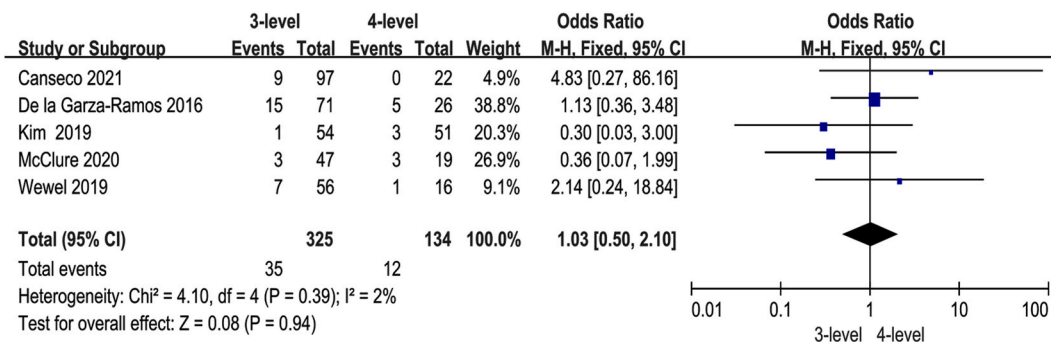 3-level 4-level Odds Ratio Odds Ratio
Study or Subgroup Events Total Events Total Weight M-H, Fixed, 95% CI M-H, Fixed, 95% CI
Canseco 2021 9 97 0 22 4.9% 4.83 [0.27, 86.16]
De la Garza-Ramos 2016 15 71 5 26 38.8% 1.13 [0.36, 3.48]
Kim 2019 1 54 3 51 20.3% 0.30 [0.03, 3.00]
McClure 2020 3 47 3 19 26.9% 0.36 [0.07, 1.99]
Wewel 2019 7 56 1 16 9.1% 2.14 [0.24, 18.84]
Total (95% CI) 325 134 100.0% 1.03 [0.50, 2.10]
Total events 35 12
Heterogeneity: Chi² = 4.10, df = 4 (P = 0.39); I² = 2%
Test for overall effect: Z = 0.08 (P = 0.94)
0.01 0.1 1 10 100
3-level 4-level